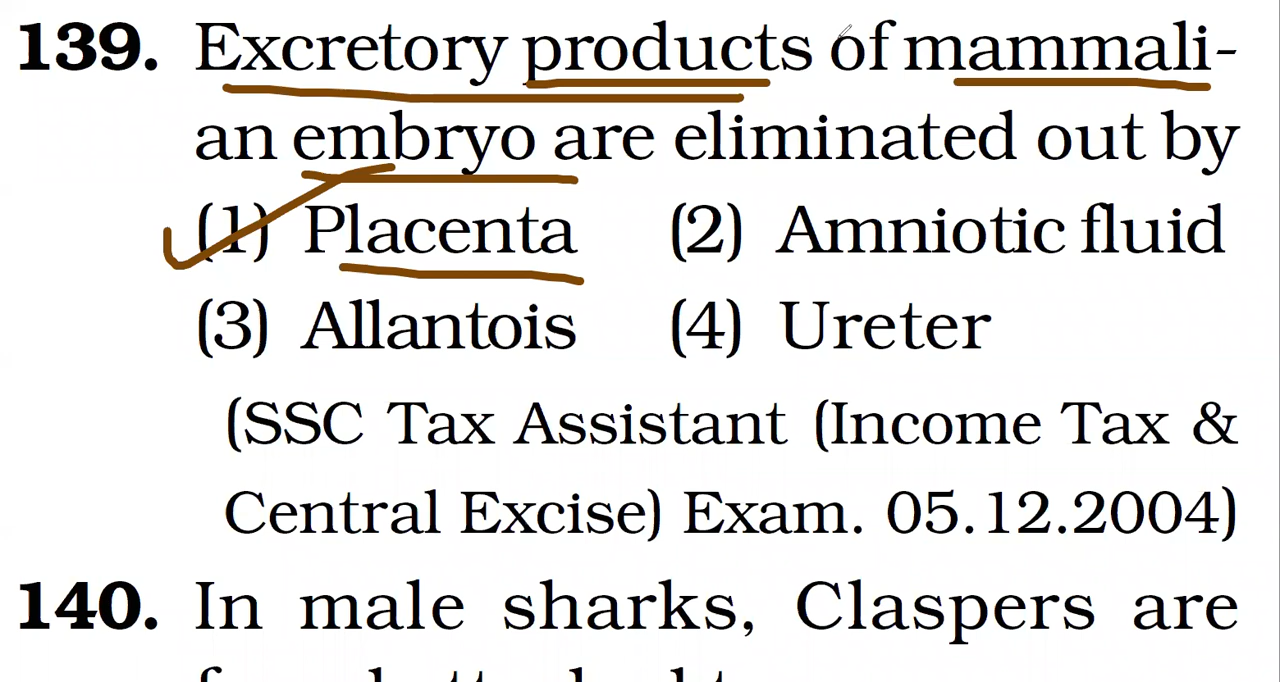 139. Excretory products of mammali-
an embryo are eliminated out by
(1) Placenta (2) Amniotic fluid
(3) Allantois (4) Ureter
(SSC Tax Assistant (Income Tax &
Central Excise) Exam. 05.12.2004)
140. In male sharks, Claspers are